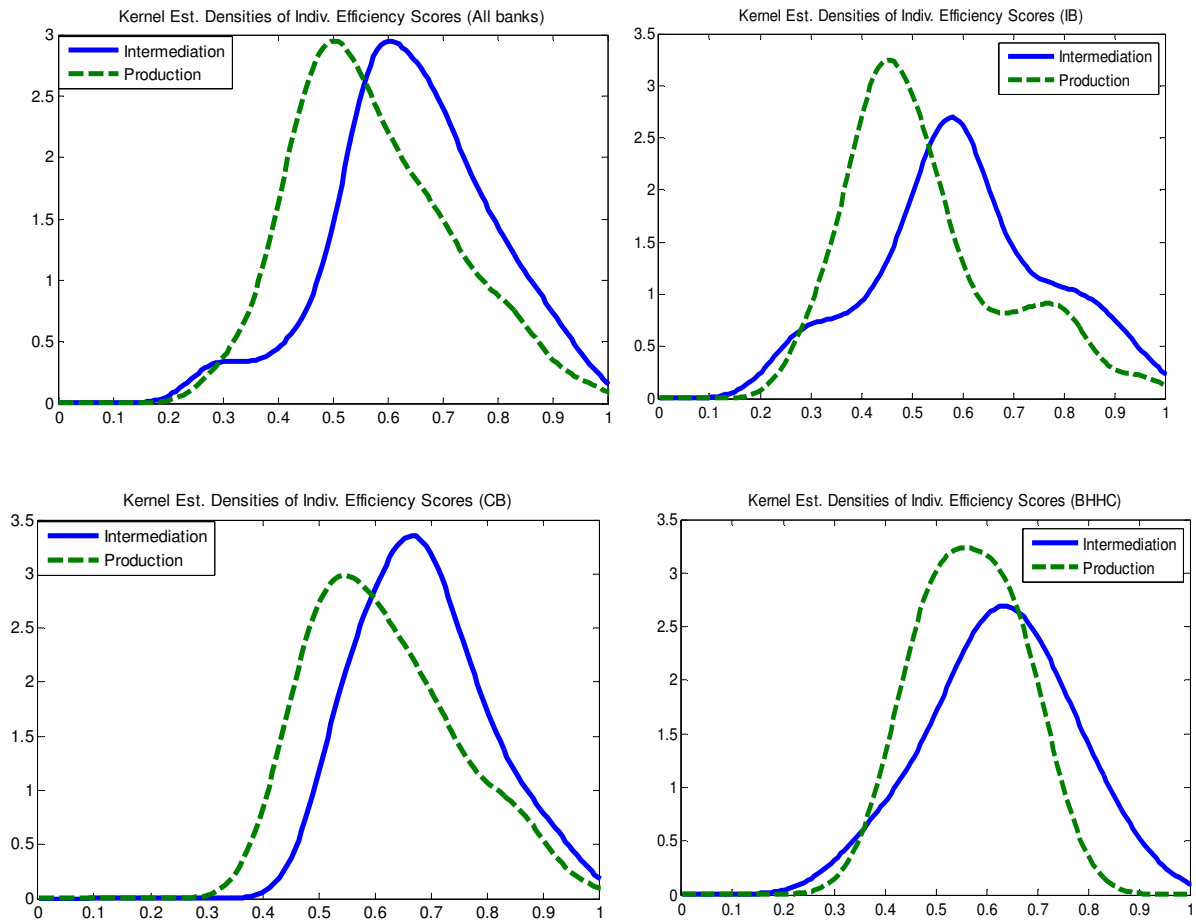 Kernel Est. Densities of Indiv. Efficiency Scores (All banks)
3
2.5
2
1.5
1
0.5
0
0 0.1 0.2 0.3 0.4 0.5 0.6 0.7 0.8 0.9 1
Intermediation
Production
Kernel Est. Densities of Indiv. Efficiency Scores (IB)
3.5
3
2.5
2
1.5
1
0.5
0
0 0.1 0.2 0.3 0.4 0.5 0.6 0.7 0.8 0.9 1
Intermediation
Production
Kernel Est. Densities of Indiv. Efficiency Scores (CB)
3.5
3
2.5
2
1.5
1
0.5
0
0 0.1 0.2 0.3 0.4 0.5 0.6 0.7 0.8 0.9 1
Intermediation
Production
Kernel Est. Densities of Indiv. Efficiency Scores (BHHC)
3.5
3
2.5
2
1.5
1
0.5
0
0 0.1 0.2 0.3 0.4 0.5 0.6 0.7 0.8 0.9 1
Intermediation
Production